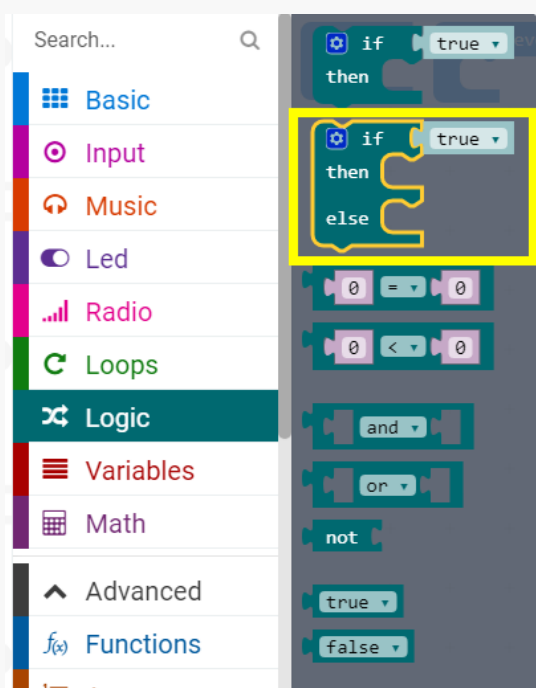 Search...
Basic
Input
Music
Led
Radio
Loops
Logic
Variables
Math
Advanced
f(x) Functions
if true
then
if true
then
else
0 = 0
0 < 0
and
or
not
true
false